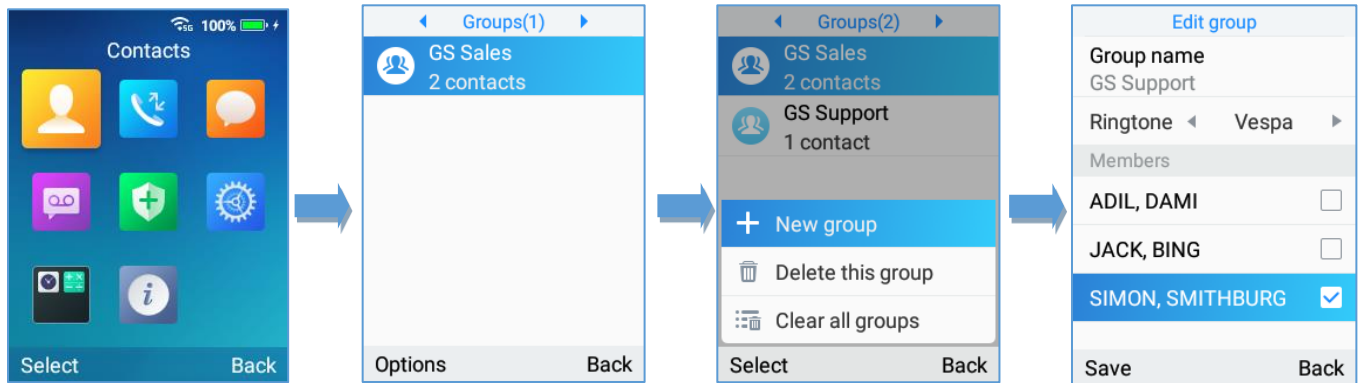 5G 100%
Contacts
Select Back
Groups(1)
GS Sales
2 contacts
Options Back
Groups(2)
GS Sales
2 contacts
GS Support
1 contact
New group
Delete this group
Clear all groups
Select Back
Edit group
Group name
GS Support
Ringtone Vespa
Members
ADIL, DAMI
JACK, BING
SIMON, SMITHBURG
Save Back